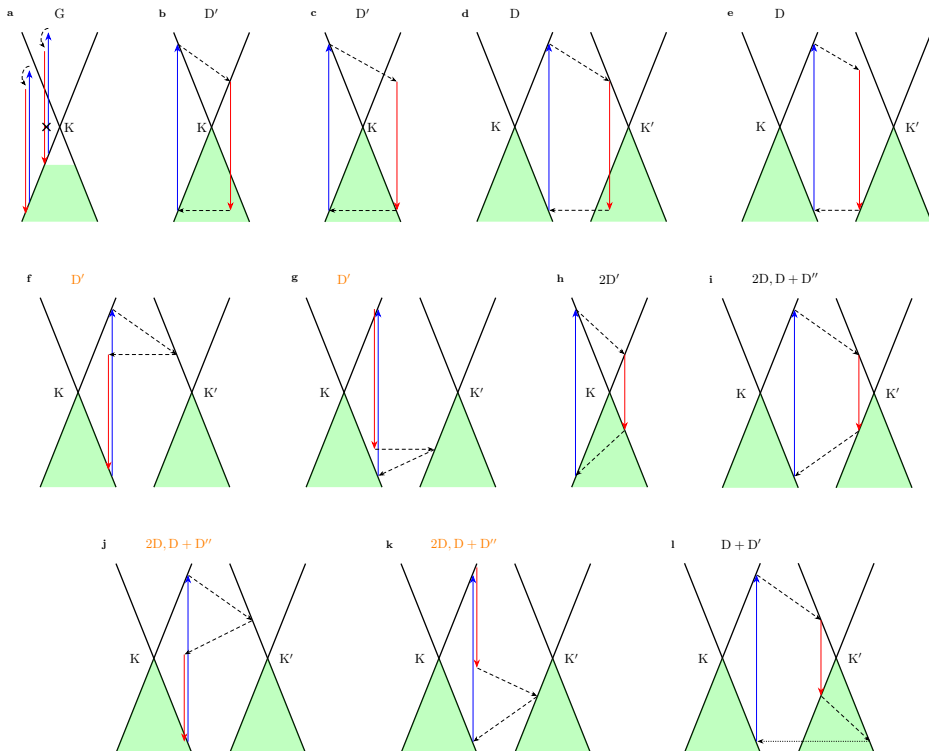 a G
b D′
c D′
d D
e D
K
K
K
K K′
K K′
f D′
g D′
h 2D′
i 2D, D + D′′
K K′
K K′
K
K K′
j 2D, D + D′′
k 2D, D + D′′
l D + D′
K K′
K K′
K K′